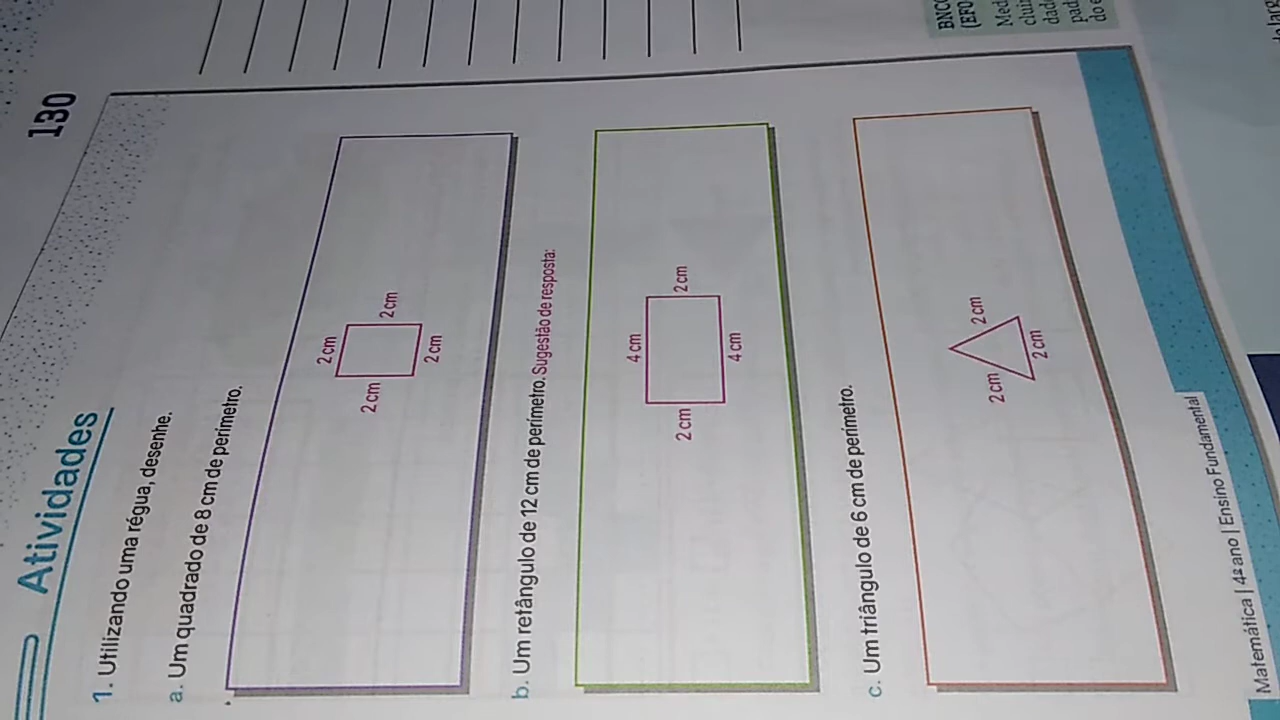 130
Atividades
1. Utilizando uma régua, desenhe.
a. Um quadrado de 8 cm de perímetro.
2 cm
2 cm
2 cm
2 cm
b. Um retângulo de 12 cm de perímetro. Sugestão de resposta:
4 cm
2 cm
2 cm
4 cm
c. Um triângulo de 6 cm de perímetro.
2 cm
2 cm
2 cm
Matemática | 4º ano | Ensino Fundamental